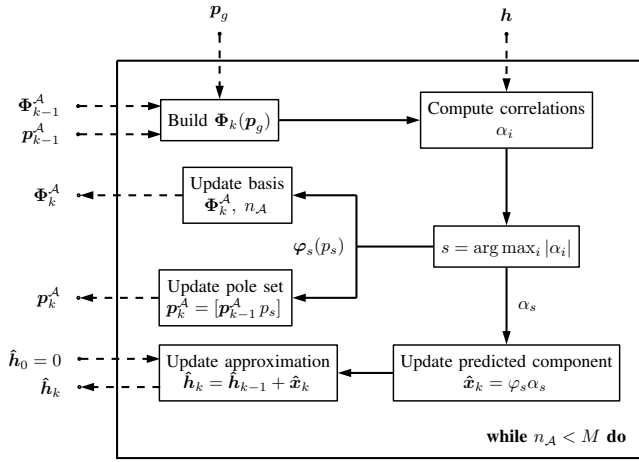 𝒑_g
𝒉
𝚽^𝒜_{k−1}
𝒑^𝒜_{k−1}
Build 𝚽_k(𝒑_g)
Compute correlations
α_i
Update basis
𝚽^𝒜_k, n_𝒜
𝚽^𝒜_k
𝝋_s(p_s)
s = arg max_i |α_i|
Update pole set
𝒑^𝒜_k = [𝒑^𝒜_{k−1} p_s]
𝒑^𝒜_k
α_s
ĥ_0 = 0
ĥ_k
Update approximation
ĥ_k = ĥ_{k−1} + x̂_k
Update predicted component
x̂_k = φ_s α_s
while n_𝒜 < M do